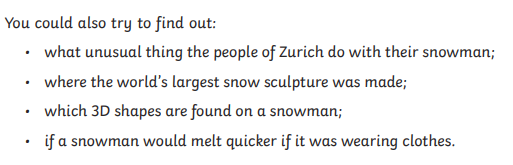 You could also try to find out:
• what unusual thing the people of Zurich do with their snowman;
• where the world's largest snow sculpture was made;
• which 3D shapes are found on a snowman;
• if a snowman would melt quicker if it was wearing clothes.